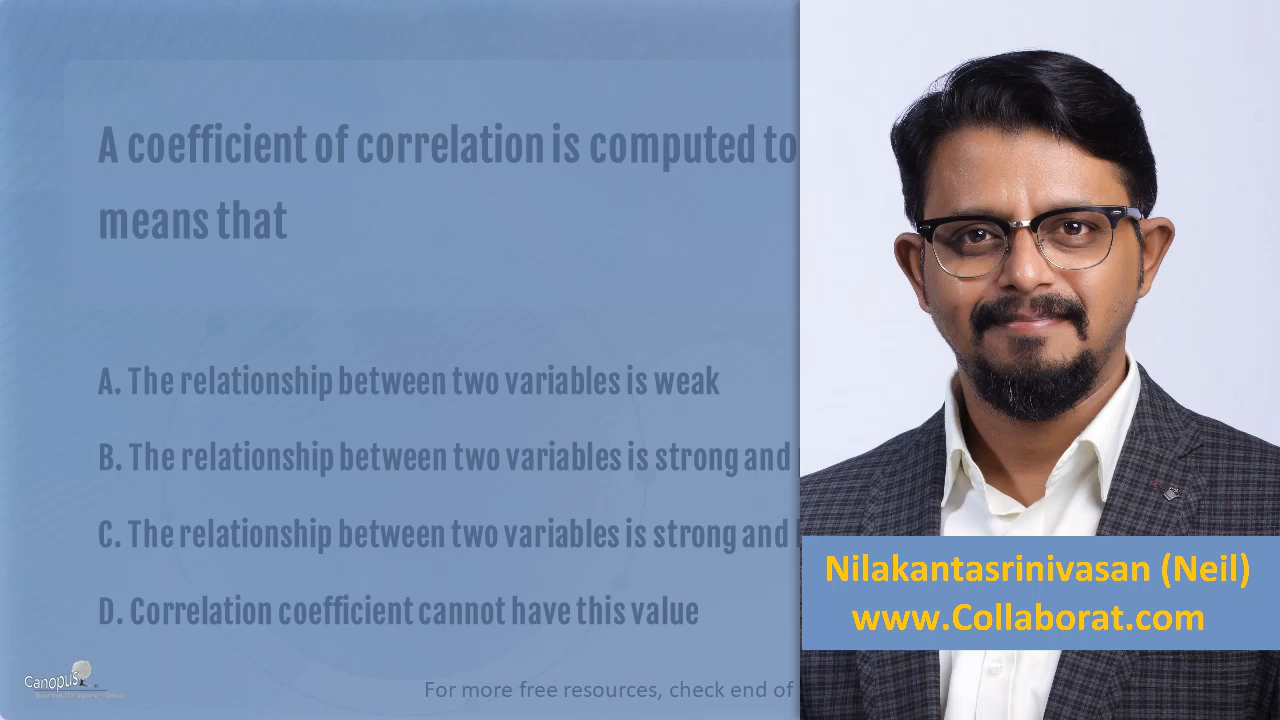 A coefficient of correlation is computed to
means that
A. The relationship between two variables is weak
B. The relationship between two variables is strong and
C. The relationship between two variables is strong and
D. Correlation coefficient cannot have this value
Nilakantasrinivasan (Neil)
www.Collaborat.com
Canopus
For more free resources, check end of